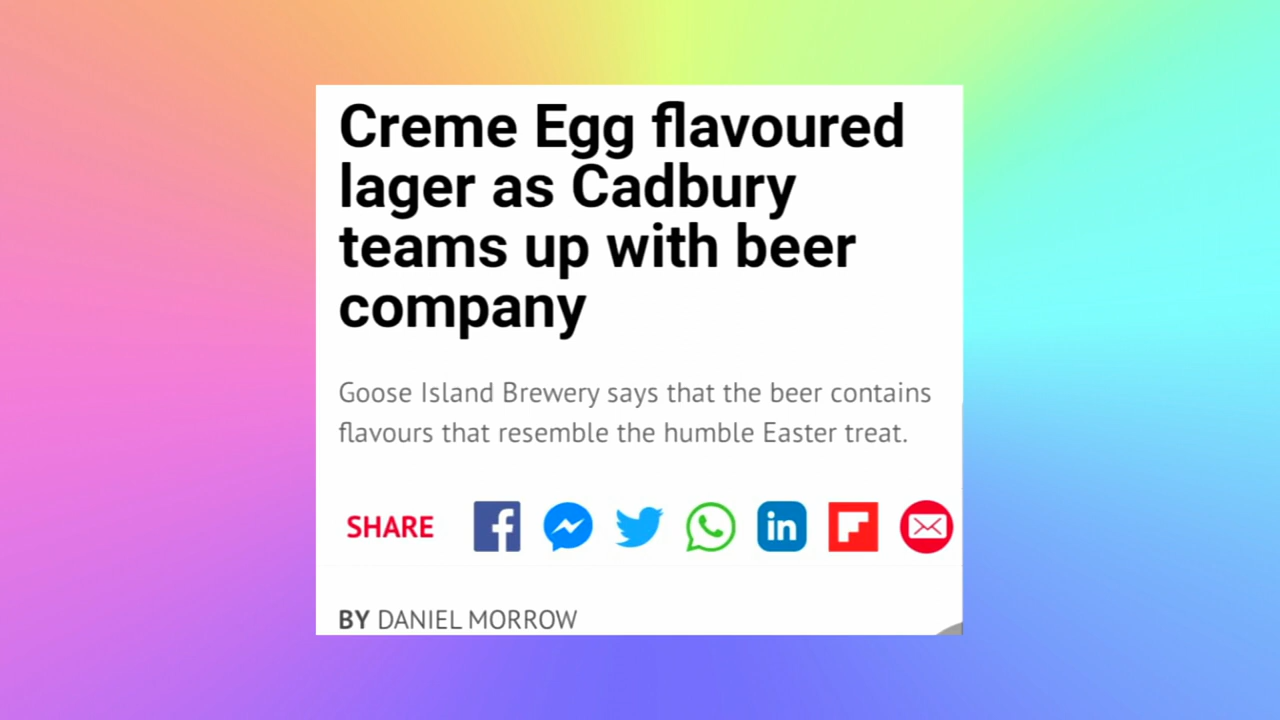 Creme Egg flavoured
lager as Cadbury
teams up with beer
company
Goose Island Brewery says that the beer contains
flavours that resemble the humble Easter treat.
SHARE
BY DANIEL MORROW